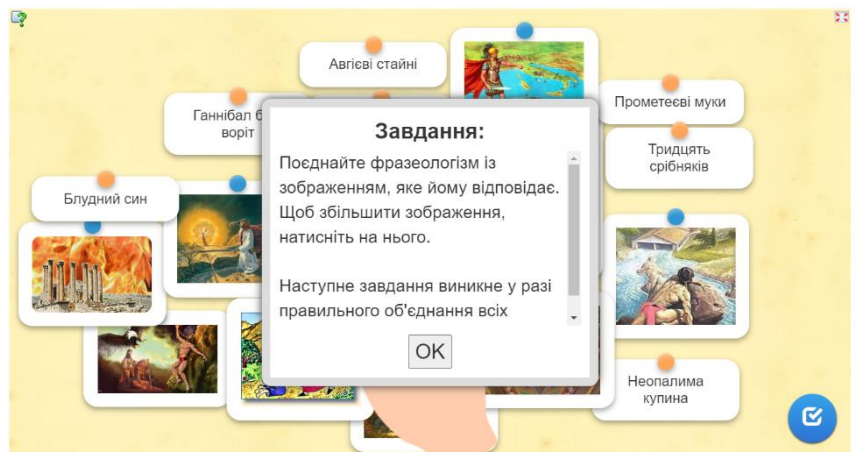 Авгієві стайні
Прометеєві муки
Ганнібал б
воріт
Тридцять
срібняків
Блудний син
Завдання:
Поєднайте фразеологізм із
зображенням, яке йому відповідає.
Щоб збільшити зображення,
натисніть на нього.
Наступне завдання виникне у разі
правильного об'єднання всіх
OK
Неопалима
купина